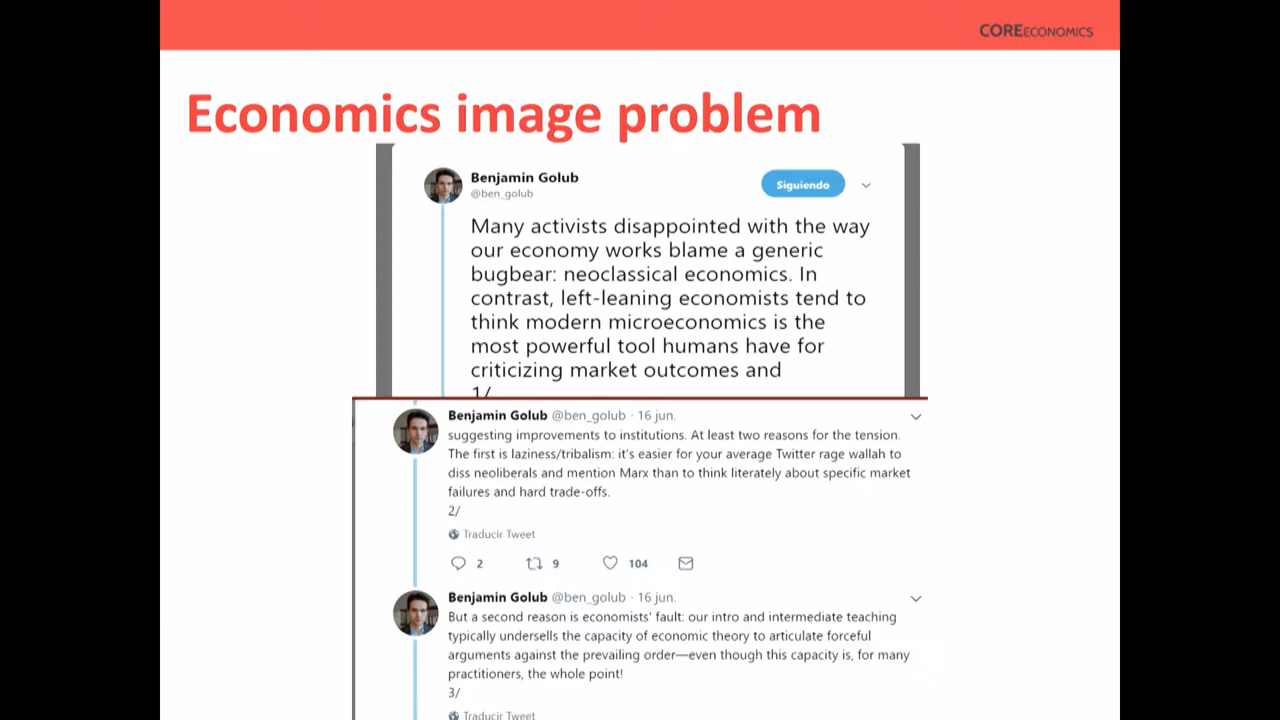 COREECONOMICS
Economics image problem
Benjamin Golub
@ben_golub
Siguiendo
Many activists disappointed with the way
our economy works blame a generic
bugbear: neoclassical economics. In
contrast, left-leaning economists tend to
think modern microeconomics is the
most powerful tool humans have for
criticizing market outcomes and
1/
Benjamin Golub @ben_golub · 16 jun.
suggesting improvements to institutions. At least two reasons for the tension.
The first is laziness/tribalism: it's easier for your average Twitter rage wallah to
diss neoliberals and mention Marx than to think literately about specific market
failures and hard trade-offs.
2/
Traducir Tweet
2 9 104
Benjamin Golub @ben_golub · 16 jun.
But a second reason is economists' fault: our intro and intermediate teaching
typically undersells the capacity of economic theory to articulate forceful
arguments against the prevailing order—even though this capacity is, for many
practitioners, the whole point!
3/
Traducir Tweet